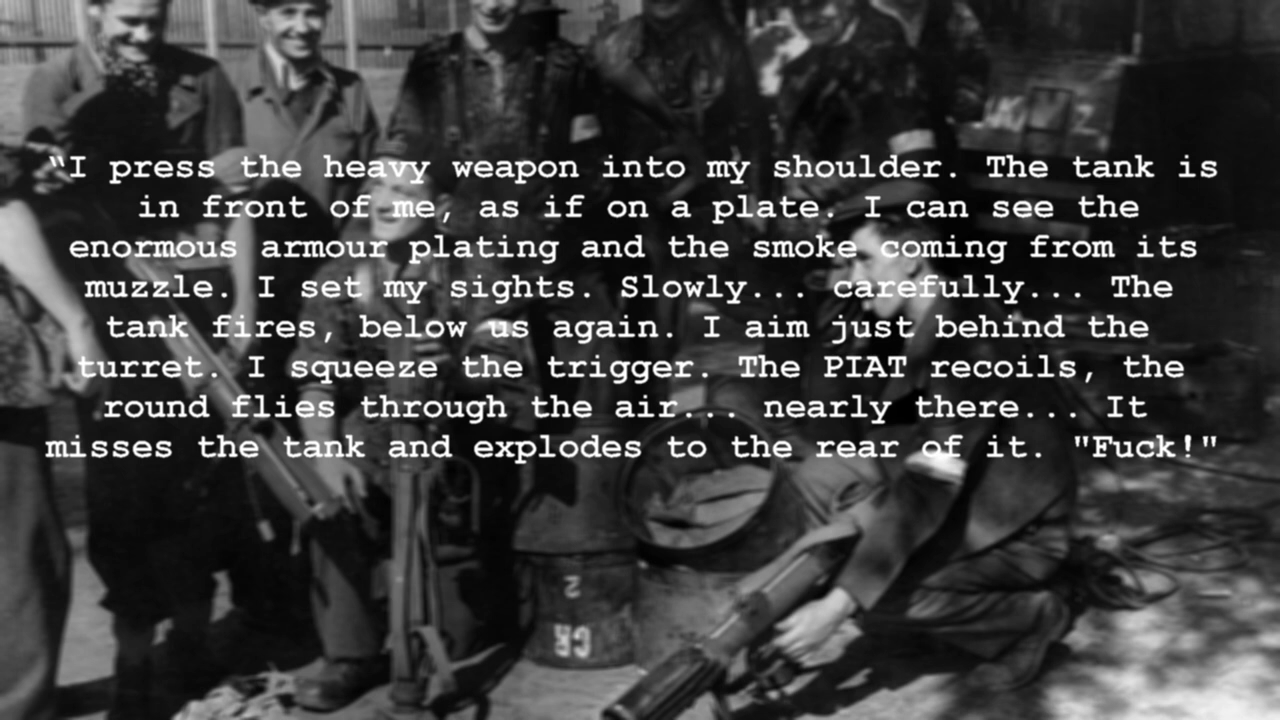 “I press the heavy weapon into my shoulder. The tank is
in front of me, as if on a plate. I can see the
enormous armour plating and the smoke coming from its
muzzle. I set my sights. Slowly... carefully... The
tank fires, below us again. I aim just behind the
turret. I squeeze the trigger. The PIAT recoils, the
round flies through the air... nearly there... It
misses the tank and explodes to the rear of it. "Fuck!"